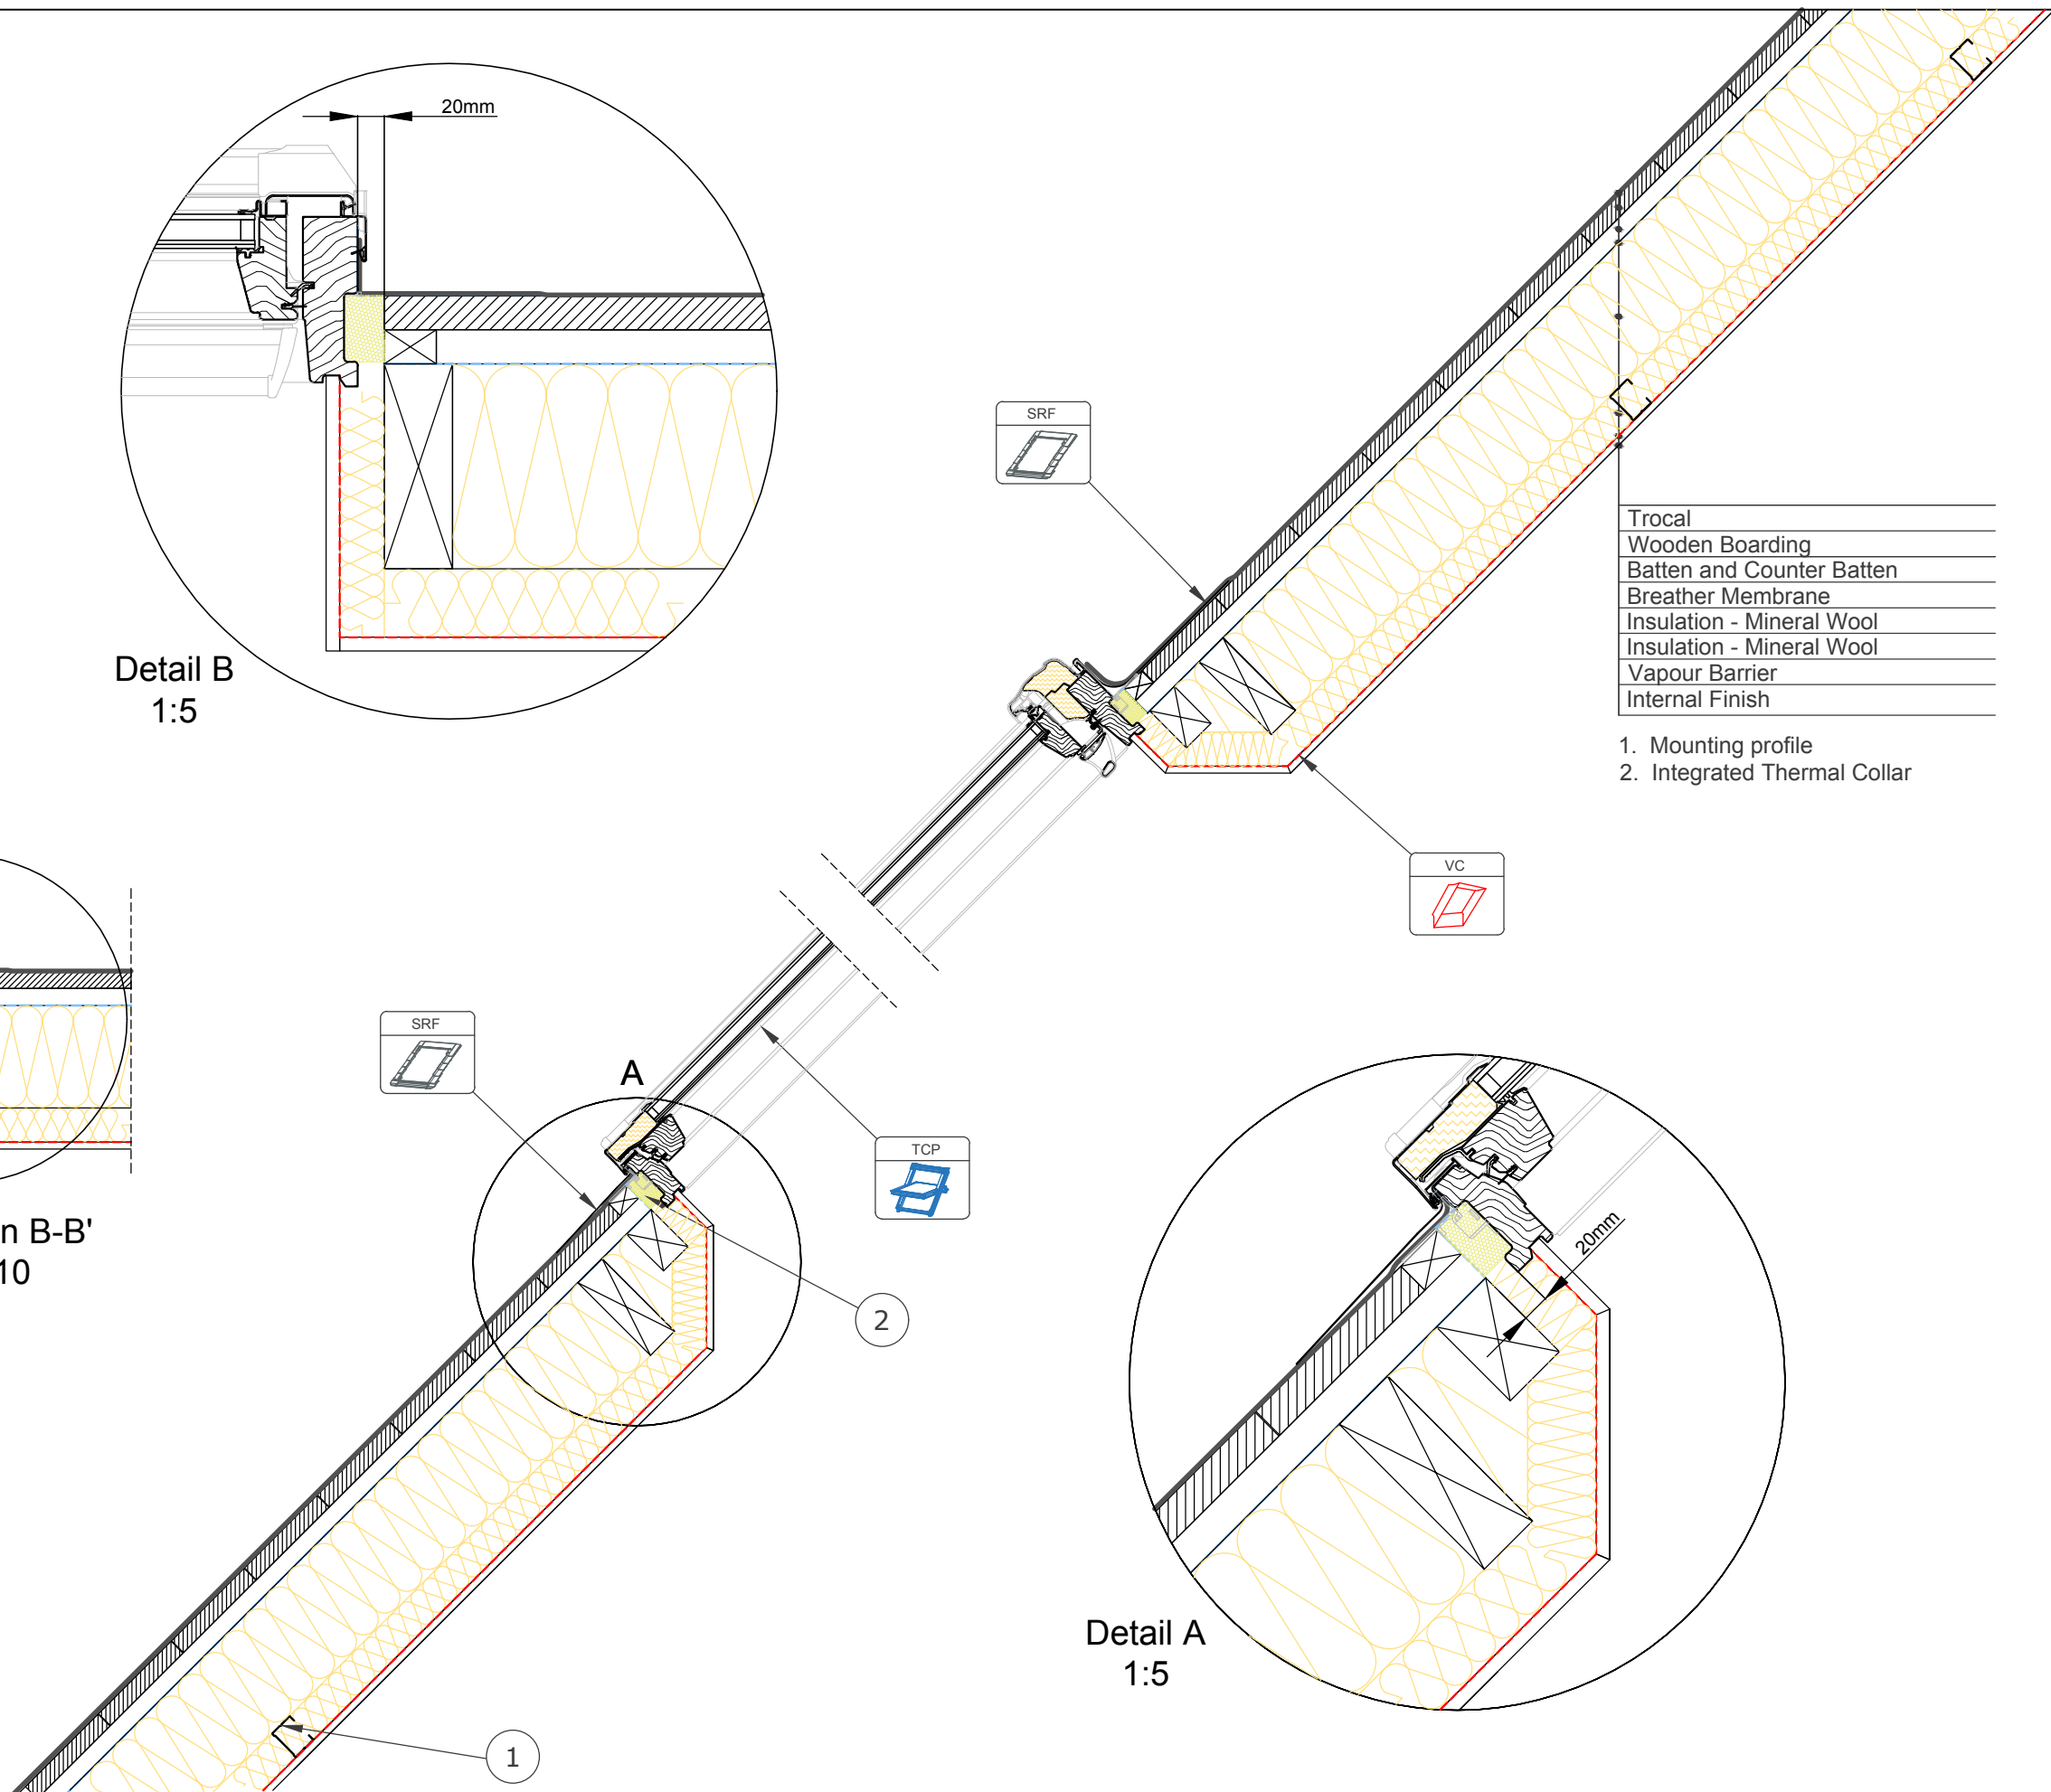 20mm
Detail B
1:5
SRF
Trocal
Wooden Boarding
Batten and Counter Batten
Breather Membrane
Insulation - Mineral Wool
Insulation - Mineral Wool
Vapour Barrier
Internal Finish
1. Mounting profile
2. Integrated Thermal Collar
VC
SRF
A
TCP
n B-B'
10
2
20mm
Detail A
1:5
1